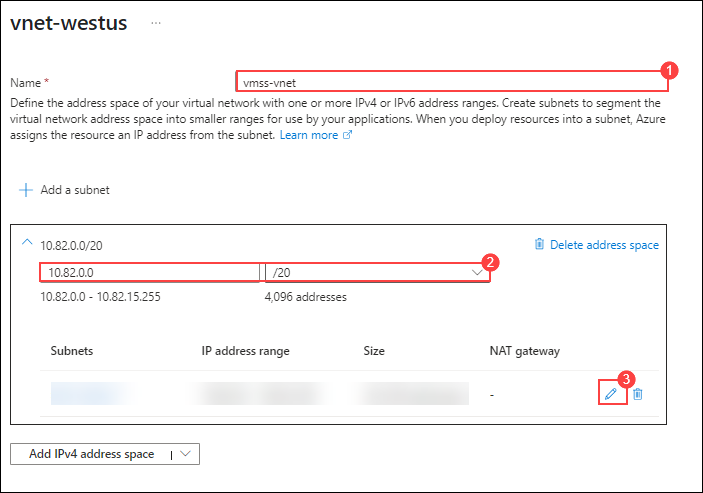 vnet-westus ...
1
Name * vmss-vnet
Define the address space of your virtual network with one or more IPv4 or IPv6 address ranges. Create subnets to segment the
virtual network address space into smaller ranges for use by your applications. When you deploy resources into a subnet, Azure
assigns the resource an IP address from the subnet. Learn more
+ Add a subnet
10.82.0.0/20 Delete address space
2
10.82.0.0 /20
10.82.0.0 - 10.82.15.255 4,096 addresses
Subnets IP address range Size NAT gateway
3
-
Add IPv4 address space |